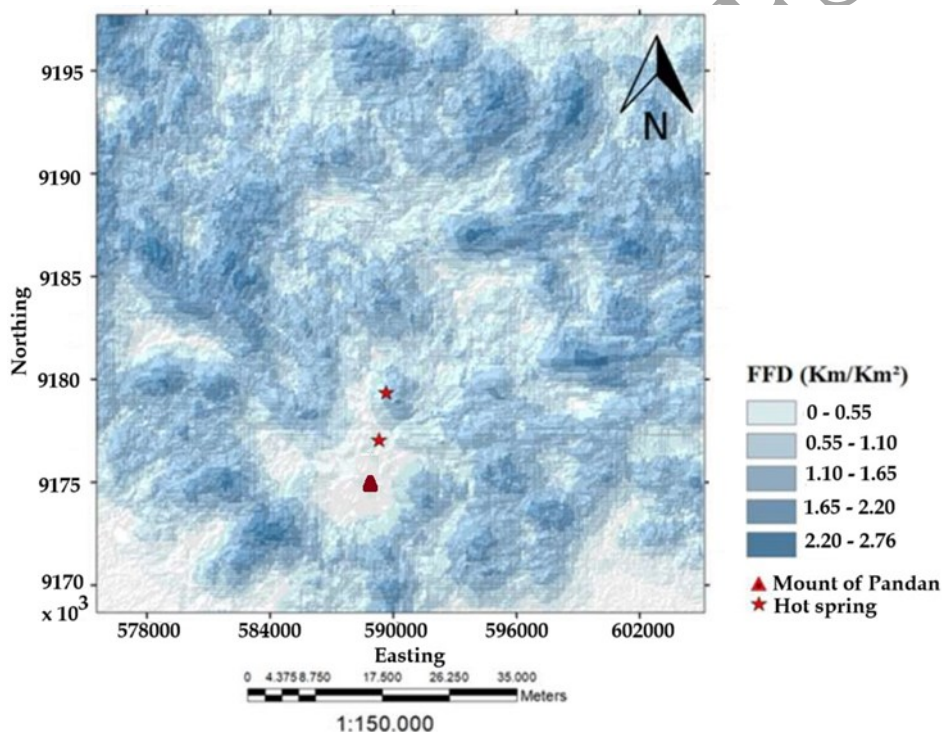 9195
9190
9185
9180
9175
9170
x 10³
Northing
N
578000 584000 590000 596000 602000
Easting
0 4.375 8.750 17.500 26.250 35.000
Meters
1:150.000
FFD (Km/Km²)
0 - 0.55
0.55 - 1.10
1.10 - 1.65
1.65 - 2.20
2.20 - 2.76
Mount of Pandan
Hot spring